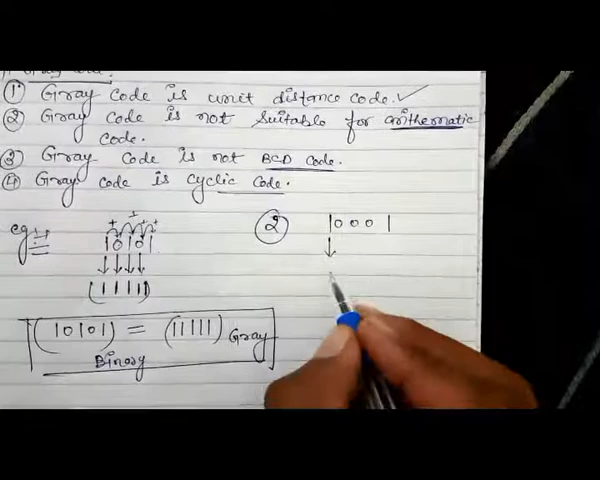 ① Gray code is unit distance code. ✓
② Gray code is not suitable for arithematic
code.
③ Gray code is not BCD code.
④ Gray code is cyclic code.
eg:-
+ + + +
10101
(11111)
(10101) = (11111) Gray
Binary
② 10001